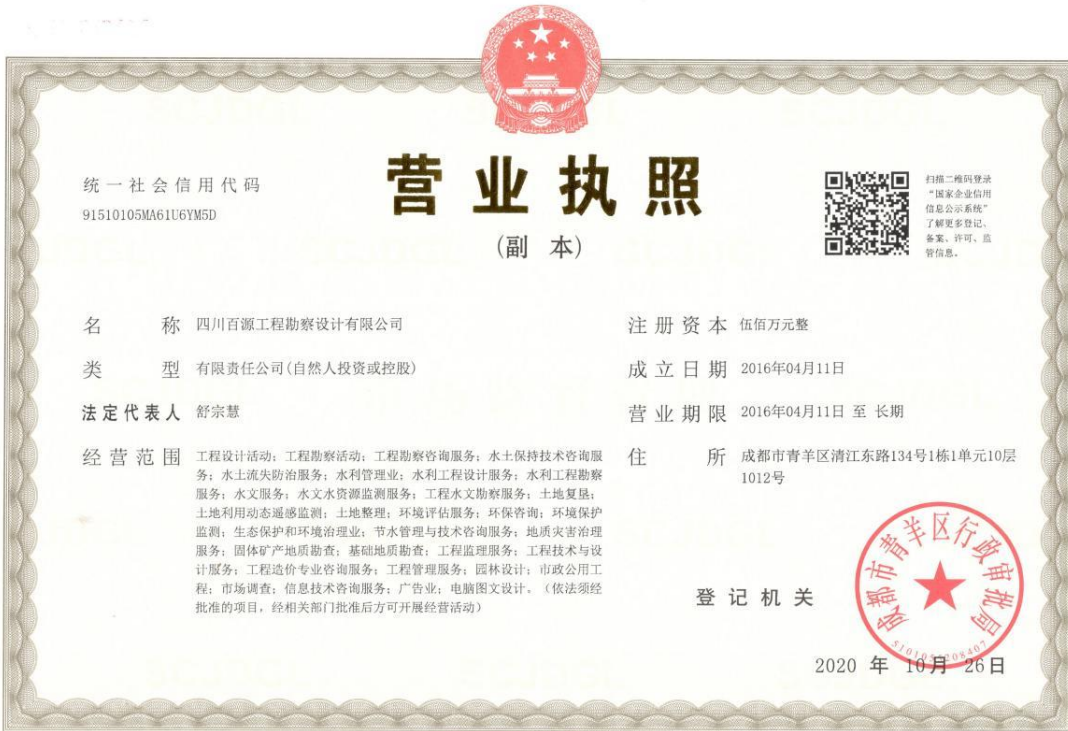 营业执照
(副 本)
统一社会信用代码
91510105MA61U6YM5D
扫描二维码登录
“国家企业信用
信息公示系统”
了解更多登记、
备案、许可、监
管信息。
名 称 四川百源工程勘察设计有限公司
类 型 有限责任公司(自然人投资或控股)
法定代表人 舒宗慧
经营范围 工程设计活动；工程勘察活动；工程勘察咨询服务；水土保持技术咨询服
务；水土流失防治服务；水利管理业；水利工程设计服务；水利工程勘察
服务；水文服务；水文水资源监测服务；工程水文勘察服务；土地复垦；
土地利用动态遥感监测；土地整理；环境评估服务；环保咨询；环境保护
监测；生态保护和环境治理业；节水管理与技术咨询服务；地质灾害治理
服务；固体矿产地质勘查；基础地质勘查；工程监理服务；工程技术与设
计服务；工程造价专业咨询服务；工程管理服务；园林设计；市政公用工
程；市场调查；信息技术咨询服务；广告业；电脑图文设计。（依法须经
批准的项目，经相关部门批准后方可开展经营活动）
注册资本 伍佰万元整
成立日期 2016年04月11日
营业期限 2016年04月11日 至 长期
住 所 成都市青羊区清江东路134号1栋1单元10层
1012号
登记机关
成都市青羊区行政审批局
2020 年 10月 26日